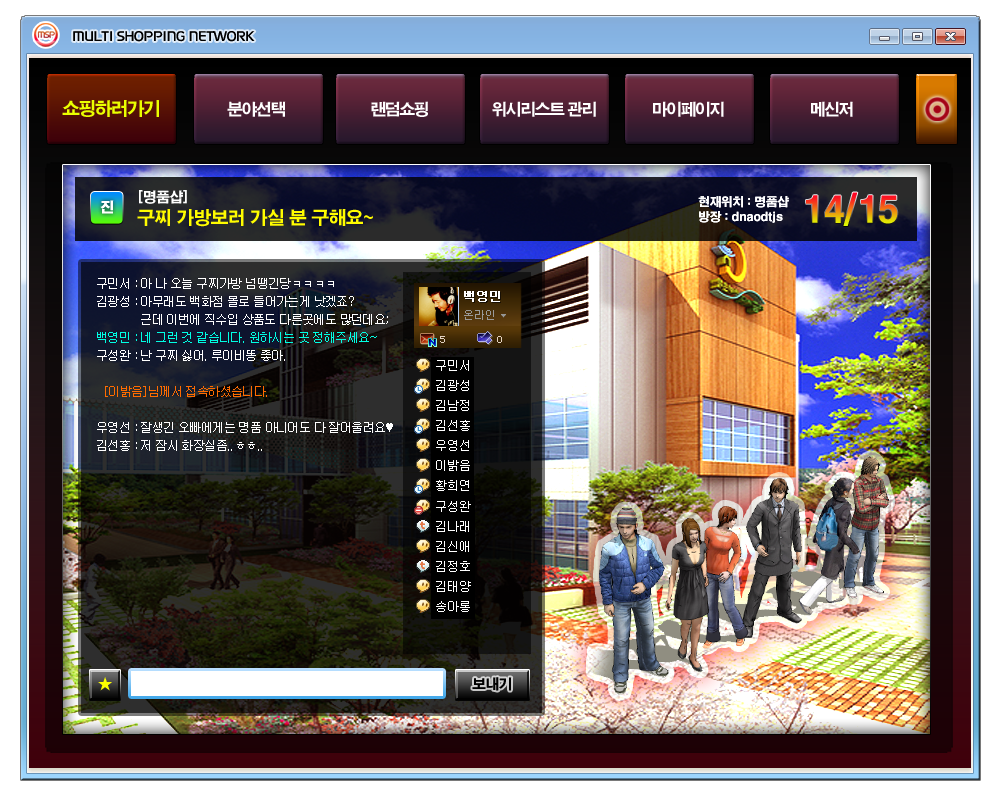 MSP MULTI SHOPPING NETWORK
쇼핑하러가기 분야선택 랜덤쇼핑 위시리스트 관리 마이페이지 메신저
진
[명품샵]
구찌 가방보러 가실 분 구해요~
현재위치 : 명품샵
방장 : dnaodtjs
14/15
구민서 : 아 나 오늘 구찌가방 넘땡긴당ㅋㅋㅋㅋ
김광성 : 아무래도 백화점 몰로 들어가는게 낫겠죠?
근데 이번에 직수입 상품도 다른곳에도 많던데요;
백영민 : 네 그런 것 같습니다. 원하시는 곳 정해주세요~
구성완 : 난 구찌 싫어. 루이비똥 좋아.
[이밝음]님께서 접속하셨습니다.
우영선 : 잘생긴 오빠에게는 명품 아니어도 다 잘어울려요♥
김선홍 : 저 잠시 화장실좀.. ㅎㅎ..
백영민
온라인
5 0
구민서
김광성
김남정
김선홍
우영선
이밝음
황희연
구성완
김나래
김신애
김정호
김태양
송아롱
보내기